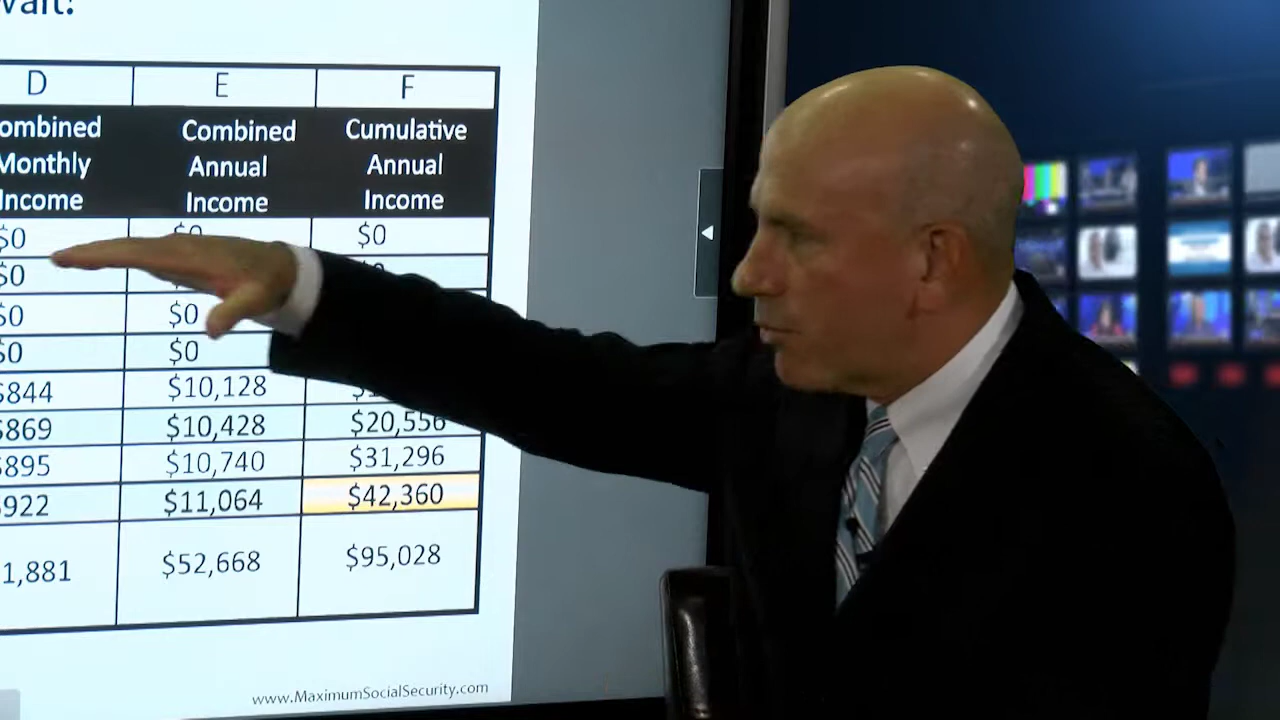 wait!
D E F
ombined Combined Cumulative
Monthly Annual Annual
Income Income Income
$0 $0 $0
$0
$0 $0
$0 $0
$844 $10,128
$869 $10,428 $20,556
$895 $10,740 $31,296
$922 $11,064 $42,360
1,881 $52,668 $95,028
www.MaximumSocialSecurity.com